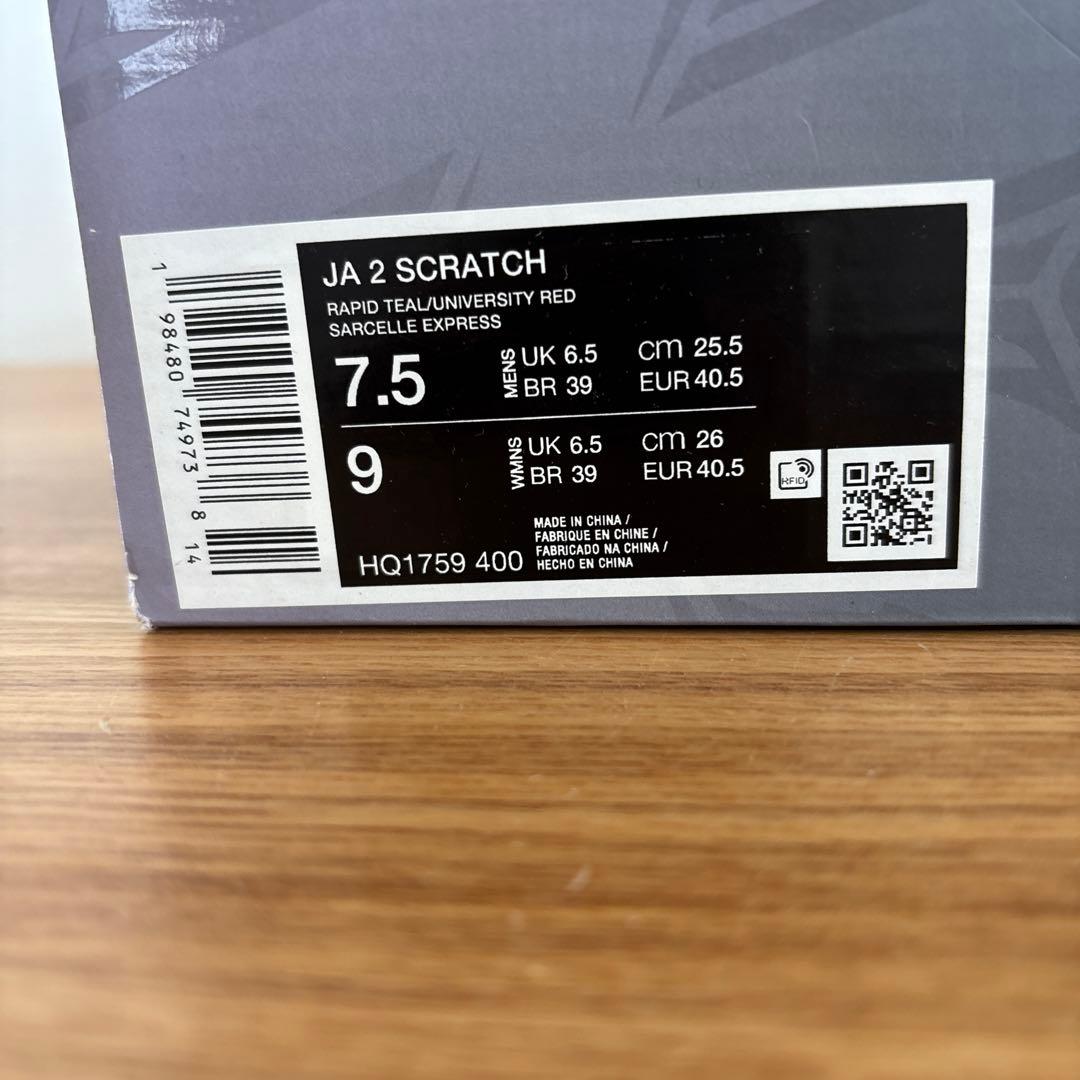 JA 2 SCRATCH
RAPID TEAL/UNIVERSITY RED
SARCELLE EXPRESS
7.5 MENS UK 6.5 cm 25.5
BR 39 EUR 40.5
9 WMNS UK 6.5 cm 26
BR 39 EUR 40.5
RFID
MADE IN CHINA /
FABRIQUE EN CHINE /
FABRICADO NA CHINA /
HECHO EN CHINA
HQ1759 400
1 98480 74973 8 14